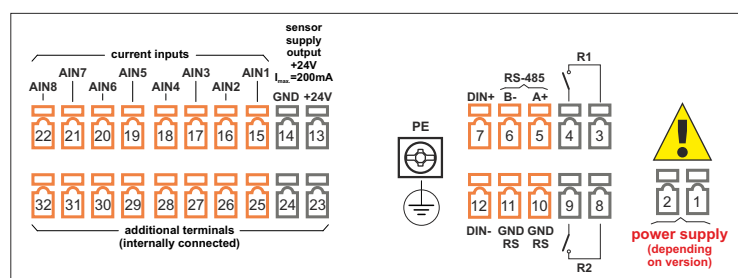 sensor
supply
output
+24V
Imax.=200mA
current inputs
AIN8 AIN7 AIN6 AIN5 AIN4 AIN3 AIN2 AIN1 GND +24V
22 21 20 19 18 17 16 15 14 13
32 31 30 29 28 27 26 25 24 23
additional terminals
(internally connected)
PE
R1
RS-485
DIN+ B- A+
7 6 5 4 3
12 11 10 9 8
DIN- GND RS GND RS
R2
2 1
power supply
(depending
on version)